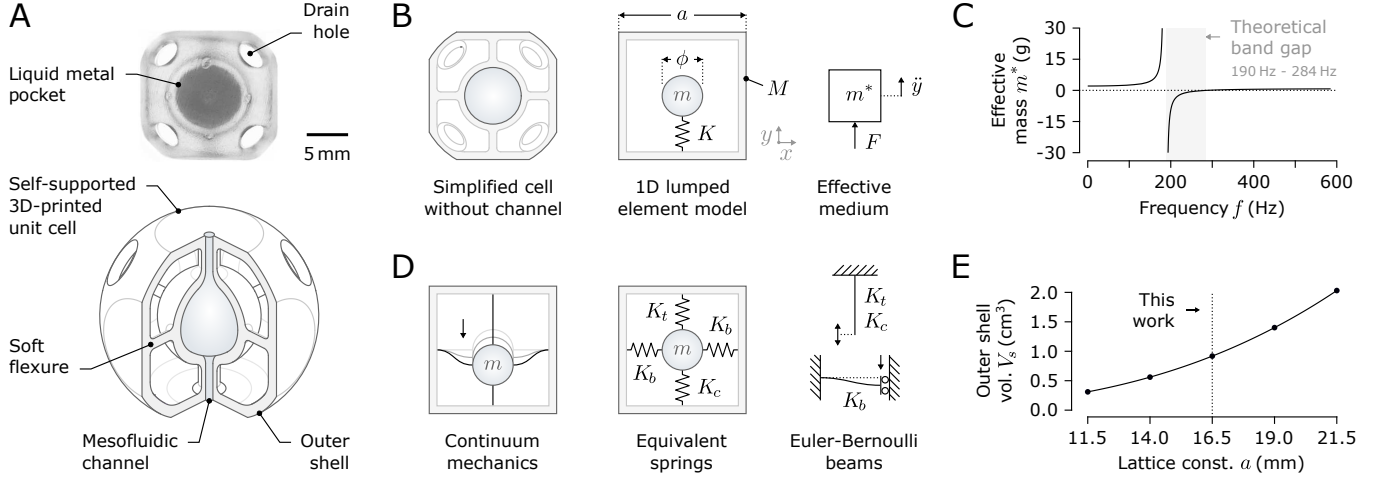 A
Drain
hole
Liquid metal
pocket
5 mm
Self-supported
3D-printed
unit cell
Soft
flexure
Mesofluidic
channel
Outer
shell
B
a
ϕ
m
M
K
y
x
m*
ÿ
F
Simplified cell
without channel
1D lumped
element model
Effective
medium
C
Effective
mass m* (g)
30
15
0
-15
-30
Theoretical
band gap
190 Hz - 284 Hz
0
200
400
600
Frequency f (Hz)
D
m
Continuum
mechanics
K_t
K_b
m
K_b
K_c
Equivalent
springs
K_t
K_c
K_b
Euler-Bernoulli
beams
E
Outer shell
vol. V_s (cm³)
2.0
1.5
1.0
0.5
0.0
This
work
11.5
14.0
16.5
19.0
21.5
Lattice const. a (mm)